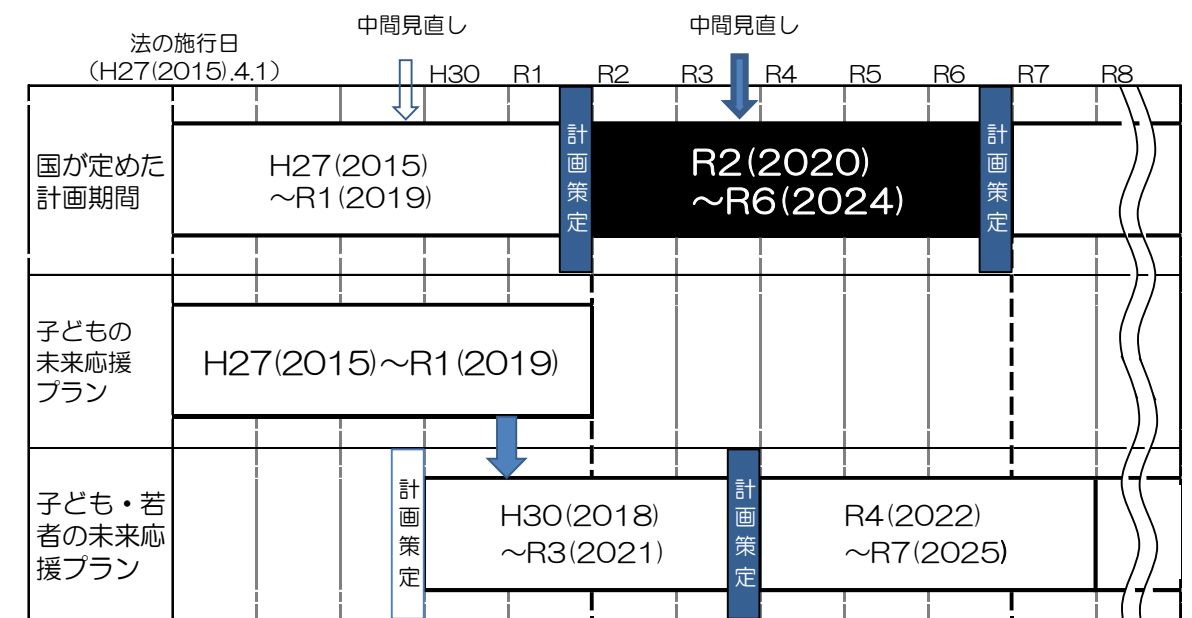 中間見直し
中間見直し
法の施行日
（H27(2015).4.1）
H30 R1 R2 R3 R4 R5 R6 R7 R8
国が定めた
計画期間
H27(2015)
～R1(2019)
計画策定
R2(2020)
～R6(2024)
計画策定
子どもの
未来応援
プラン
H27(2015)～R1(2019)
子ども・若
者の未来応
援プラン
計画策定
H30(2018)
～R3(2021)
計画策定
R4(2022)
～R7(2025)